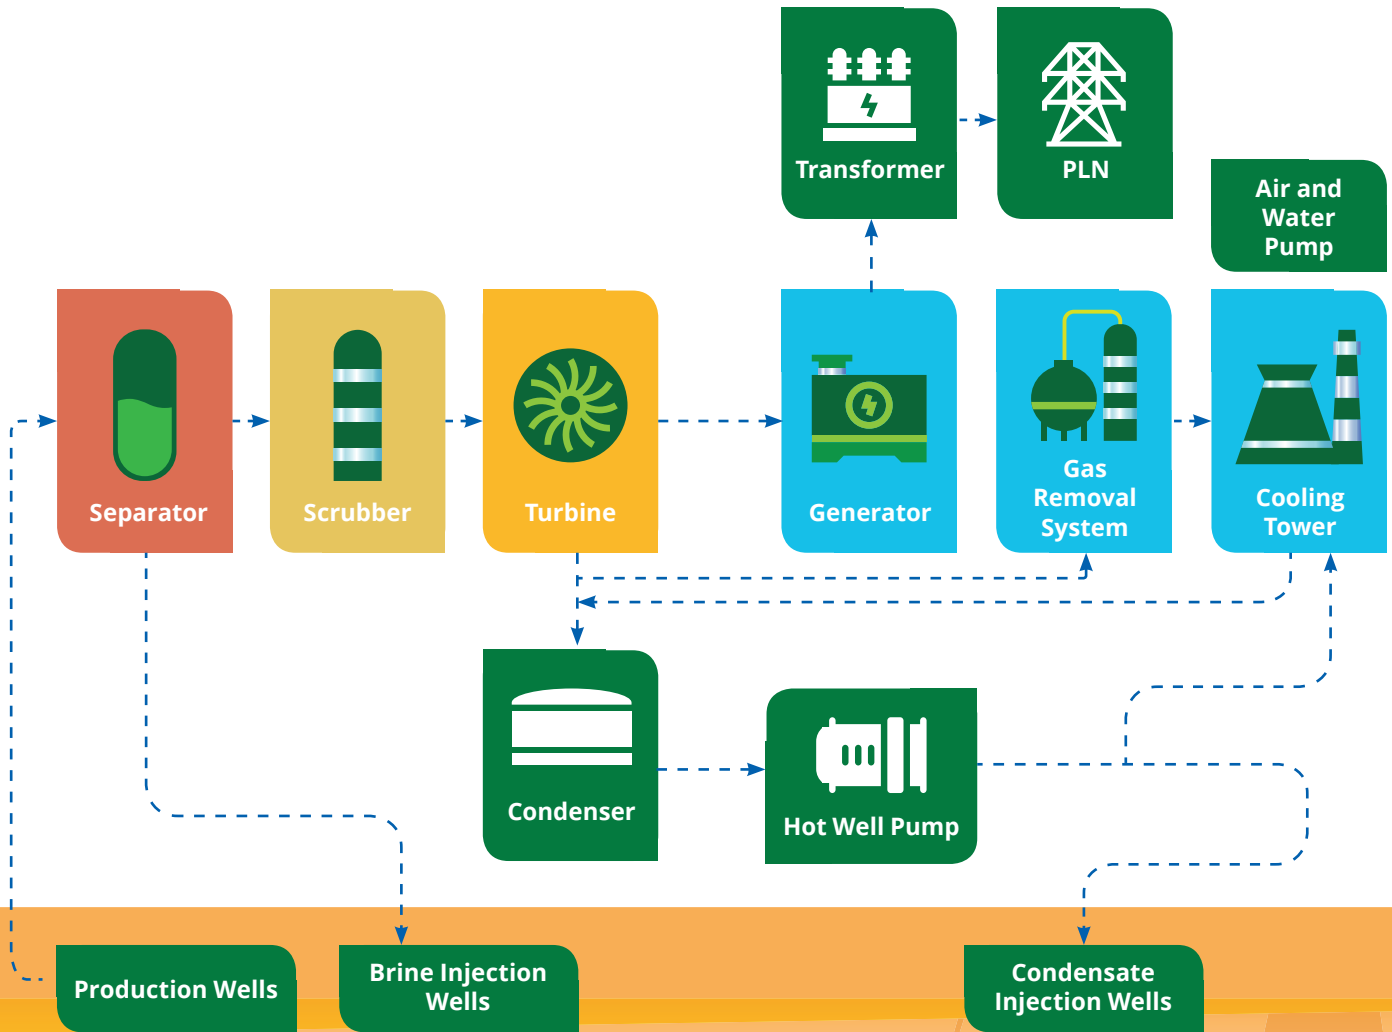 Transformer
PLN
Air and
Water
Pump
Separator
Scrubber
Turbine
Generator
Gas
Removal
System
Cooling
Tower
Condenser
Hot Well Pump
Production Wells
Brine Injection
Wells
Condensate
Injection Wells